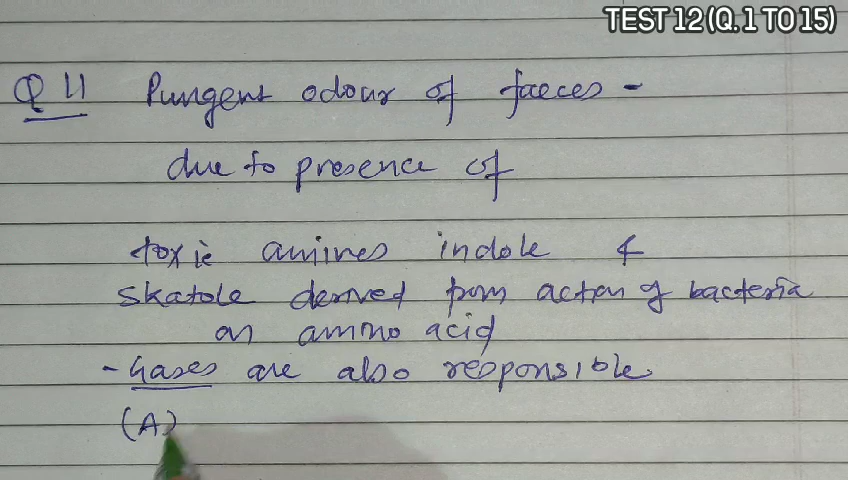 TEST 12 (Q. 1 TO 15)
Q 11 Pungent odour of faeces -
due to presence of
toxic amines indole &
skatole derived from action of bacteria
on amino acid
- Gases are also responsible.
(A)